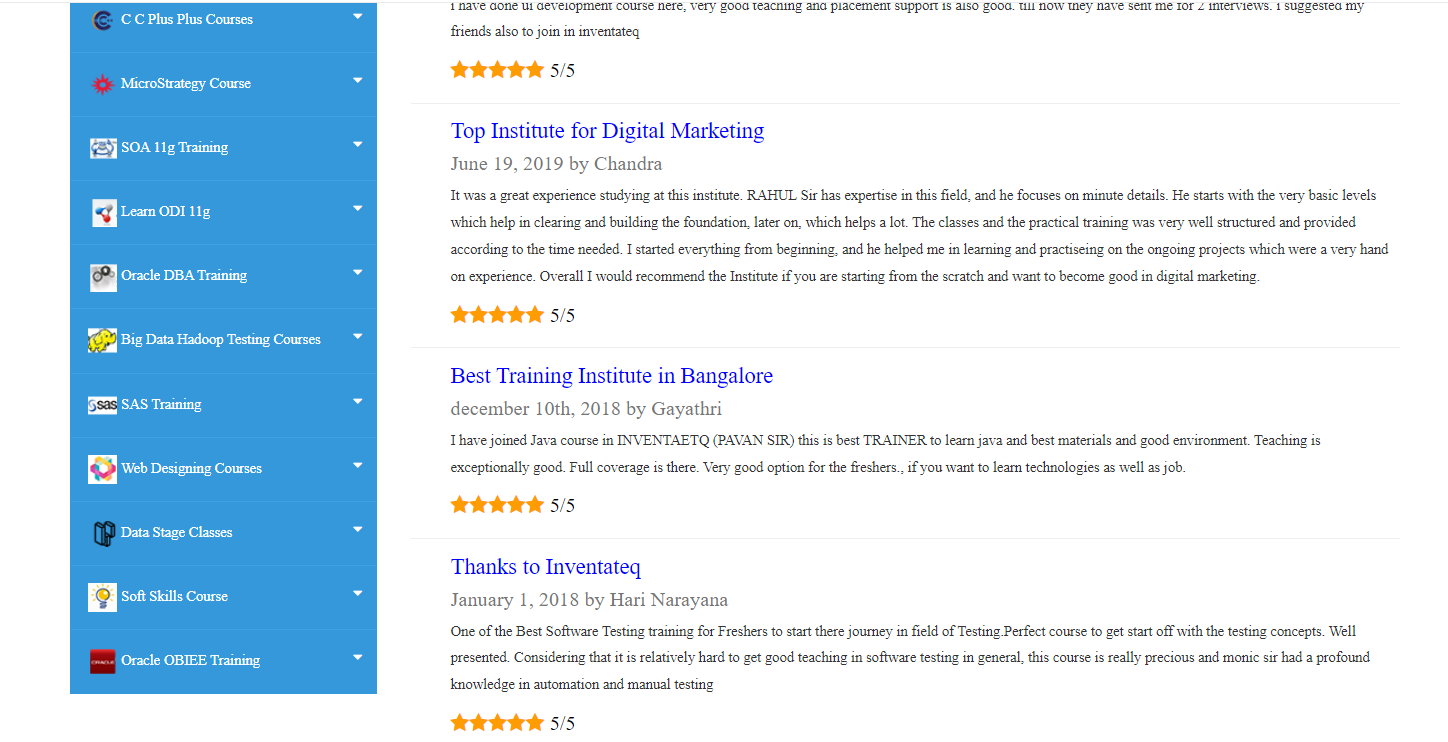 C C Plus Plus Courses
MicroStrategy Course
SOA 11g Training
Learn ODI 11g
Oracle DBA Training
Big Data Hadoop Testing Courses
sas SAS Training
Web Designing Courses
Data Stage Classes
Soft Skills Course
ORACLE Oracle OBIEE Training
i have done ui development course here, very good teaching and placement support is also good. till now they have sent me for 2 interviews. i suggested my
friends also to join in inventateq
5/5
Top Institute for Digital Marketing
June 19, 2019 by Chandra
It was a great experience studying at this institute. RAHUL Sir has expertise in this field, and he focuses on minute details. He starts with the very basic levels
which help in clearing and building the foundation, later on, which helps a lot. The classes and the practical training was very well structured and provided
according to the time needed. I started everything from beginning, and he helped me in learning and practiseing on the ongoing projects which were a very hand
on experience. Overall I would recommend the Institute if you are starting from the scratch and want to become good in digital marketing.
5/5
Best Training Institute in Bangalore
december 10th, 2018 by Gayathri
I have joined Java course in INVENTAETQ (PAVAN SIR) this is best TRAINER to learn java and best materials and good environment. Teaching is
exceptionally good. Full coverage is there. Very good option for the freshers., if you want to learn technologies as well as job.
5/5
Thanks to Inventateq
January 1, 2018 by Hari Narayana
One of the Best Software Testing training for Freshers to start there journey in field of Testing.Perfect course to get start off with the testing concepts. Well
presented. Considering that it is relatively hard to get good teaching in software testing in general, this course is really precious and monic sir had a profound
knowledge in automation and manual testing
5/5